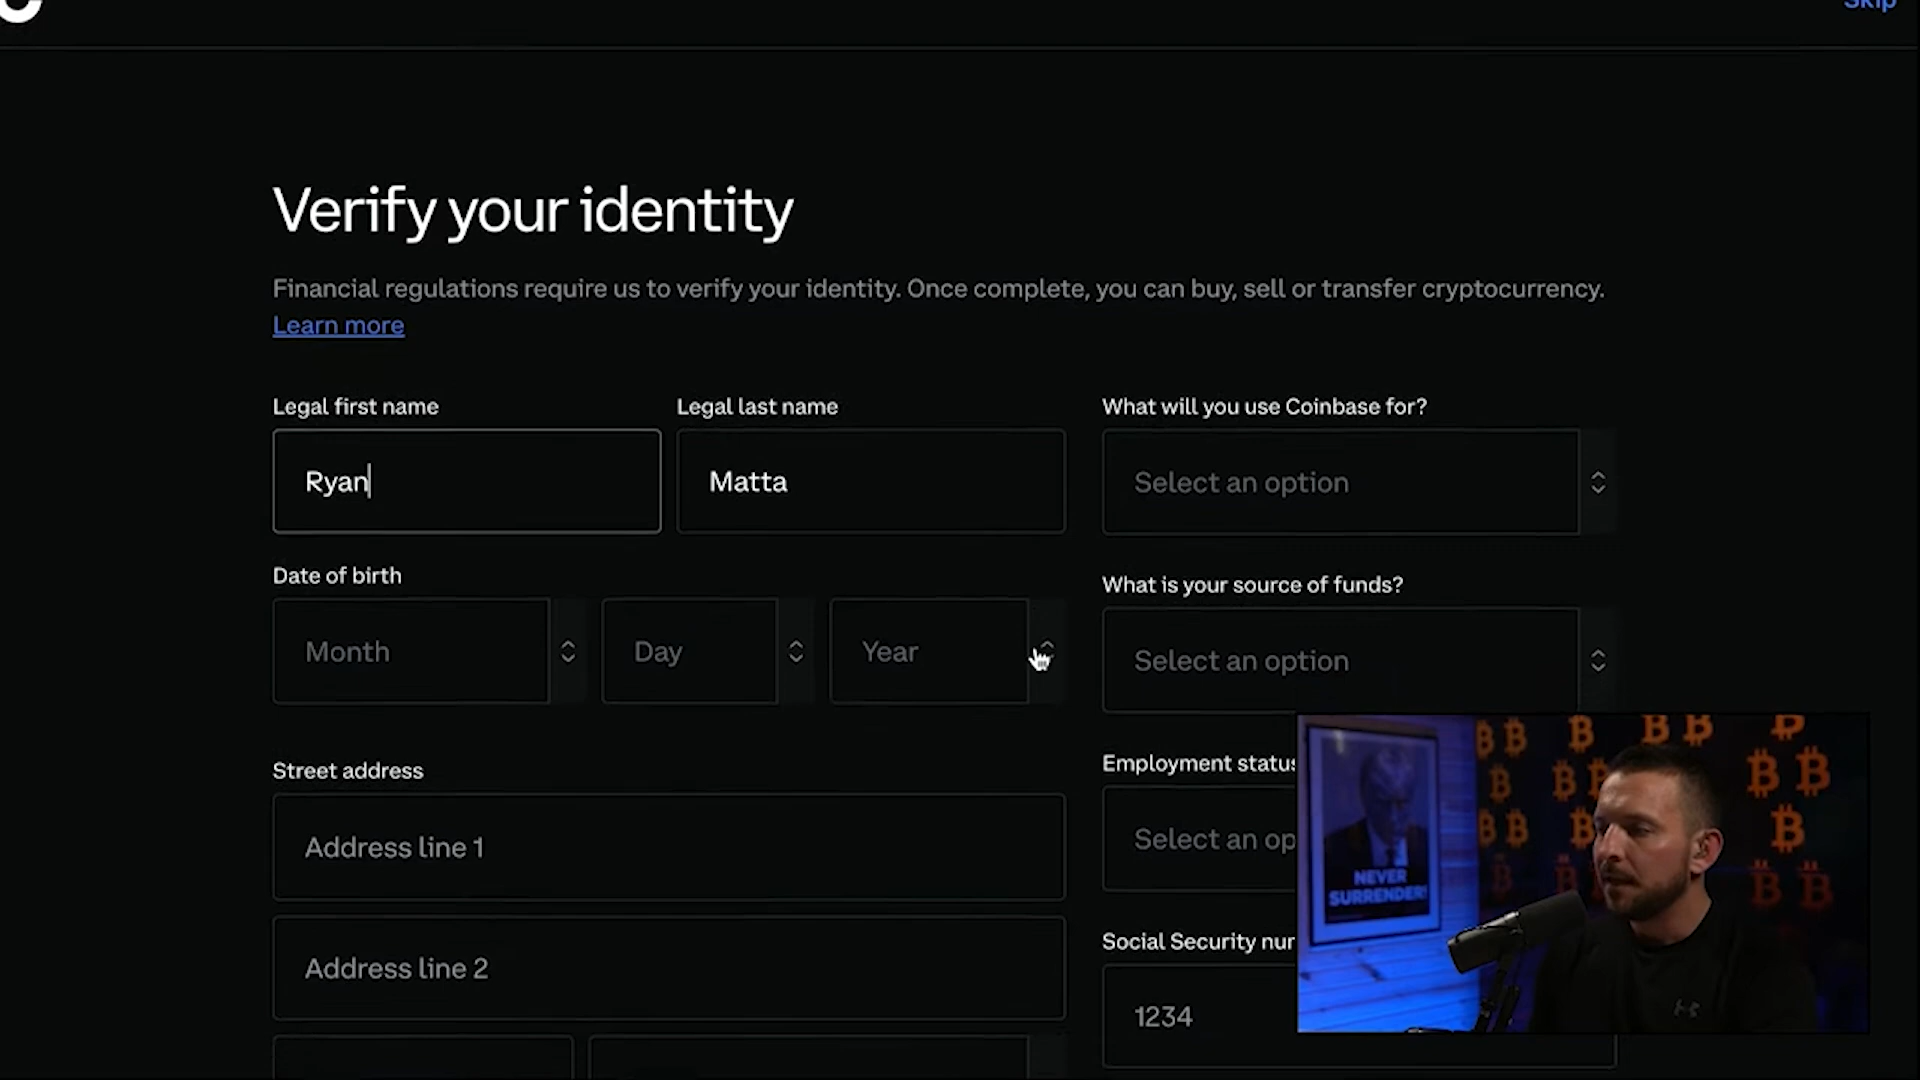 Skip
Verify your identity
Financial regulations require us to verify your identity. Once complete, you can buy, sell or transfer cryptocurrency.
Learn more
Legal first name
Legal last name
What will you use Coinbase for?
Ryan
Matta
Select an option
Date of birth
What is your source of funds?
Month
Day
Year
Select an option
Street address
Employment status
Address line 1
Select an op
Address line 2
Social Security nur
1234
NEVER
SURRENDER!